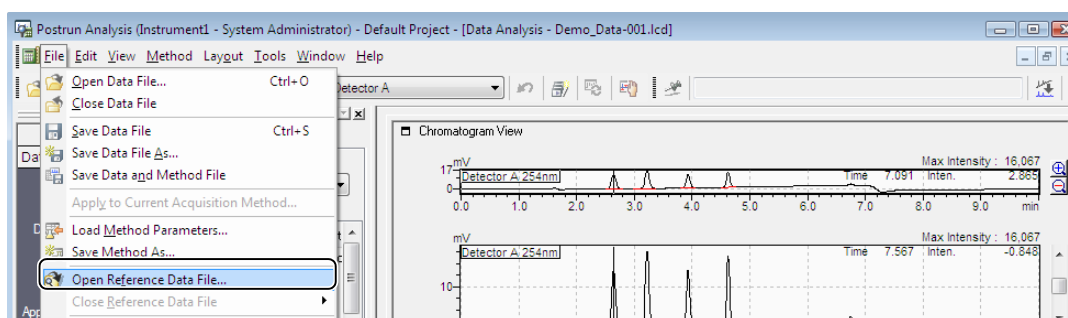 Postrun Analysis (Instrument1 - System Administrator) - Default Project - [Data Analysis - Demo_Data-001.lcd]
File Edit View Method Layout Tools Window Help
Open Data File... Ctrl+O
Detector A
Close Data File
Save Data File Ctrl+S
Chromatogram View
Save Data File As...
Save Data and Method File
Apply to Current Acquisition Method...
Load Method Parameters...
Save Method As...
Open Reference Data File...
Close Reference Data File
mV Max Intensity : 16,067
17 Detector A 254nm Time 7.091 Inten. 2.865
0
0.0 1.0 2.0 3.0 4.0 5.0 6.0 7.0 8.0 9.0 min
mV Max Intensity : 16,067
Detector A 254nm Time 7.567 Inten. -0.848
10